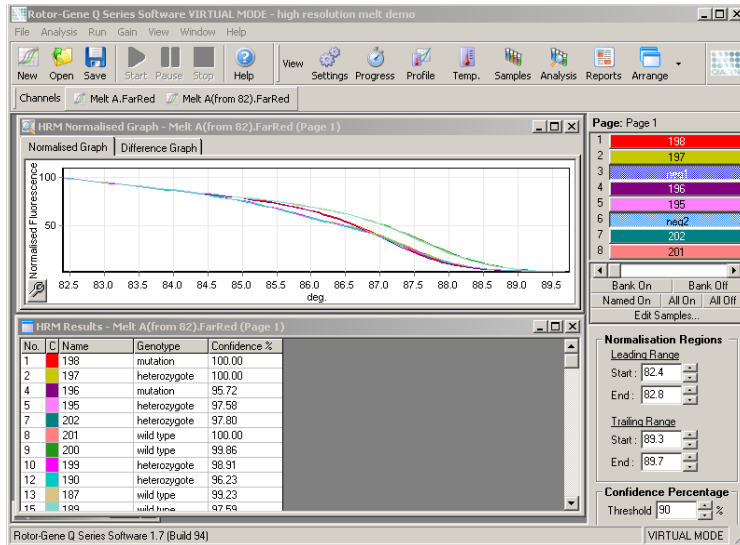 Rotor-Gene Q Series Software VIRTUAL MODE - high resolution melt demo
File Analysis Run Gain View Window Help
New Open Save Start Pause Stop Help View Settings Progress Profile Temp. Samples Analysis Reports Arrange
Channels Melt A.FarRed Melt A(from 82).FarRed
HRM Normalised Graph - Melt A(from 82).FarRed (Page 1)
Normalised Graph Difference Graph
Normalised Fluorescence
100
50
82.5 83.0 83.5 84.0 84.5 85.0 85.5 86.0 86.5 87.0 87.5 88.0 88.5 89.0 89.5
deg.
HRM Results - Melt A(from 82).FarRed (Page 1)
No. C Name Genotype Confidence %
1 198 mutation 100.00
2 197 heterozygote 100.00
4 196 mutation 95.72
5 195 heterozygote 97.58
7 202 heterozygote 97.80
8 201 wild type 100.00
9 200 wild type 99.86
10 199 heterozygote 98.91
12 190 heterozygote 96.23
13 187 wild type 99.23
15 189 wild type 97.59
Page: Page 1
1 198
2 197
3 neg1
4 196
5 195
6 neg2
7 202
8 201
Bank On Bank Off
Named On All On All Off
Edit Samples...
Normalisation Regions
Leading Range
Start : 82.4
End : 82.8
Trailing Range
Start : 89.3
End : 89.7
Confidence Percentage
Threshold 90 %
Rotor-Gene Q Series Software 1.7 (Build 94)
VIRTUAL MODE